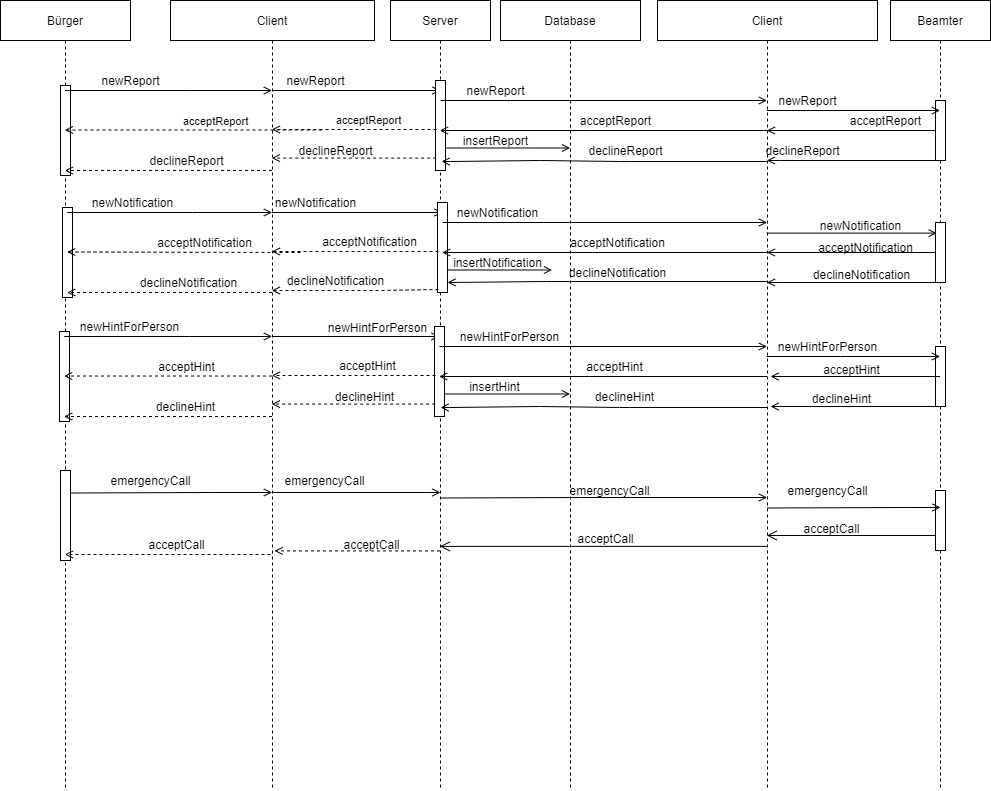 Bürger Client Server Database Client Beamter
newReport newReport newReport newReport
acceptReport acceptReport acceptReport acceptReport
insertReport
declineReport declineReport declineReport declineReport
newNotification newNotification newNotification newNotification
acceptNotification acceptNotification acceptNotification acceptNotification
insertNotification
declineNotification declineNotification declineNotification declineNotification
newHintForPerson newHintForPerson newHintForPerson newHintForPerson
acceptHint acceptHint acceptHint acceptHint
insertHint
declineHint declineHint declineHint declineHint
emergencyCall emergencyCall emergencyCall emergencyCall
acceptCall acceptCall acceptCall acceptCall